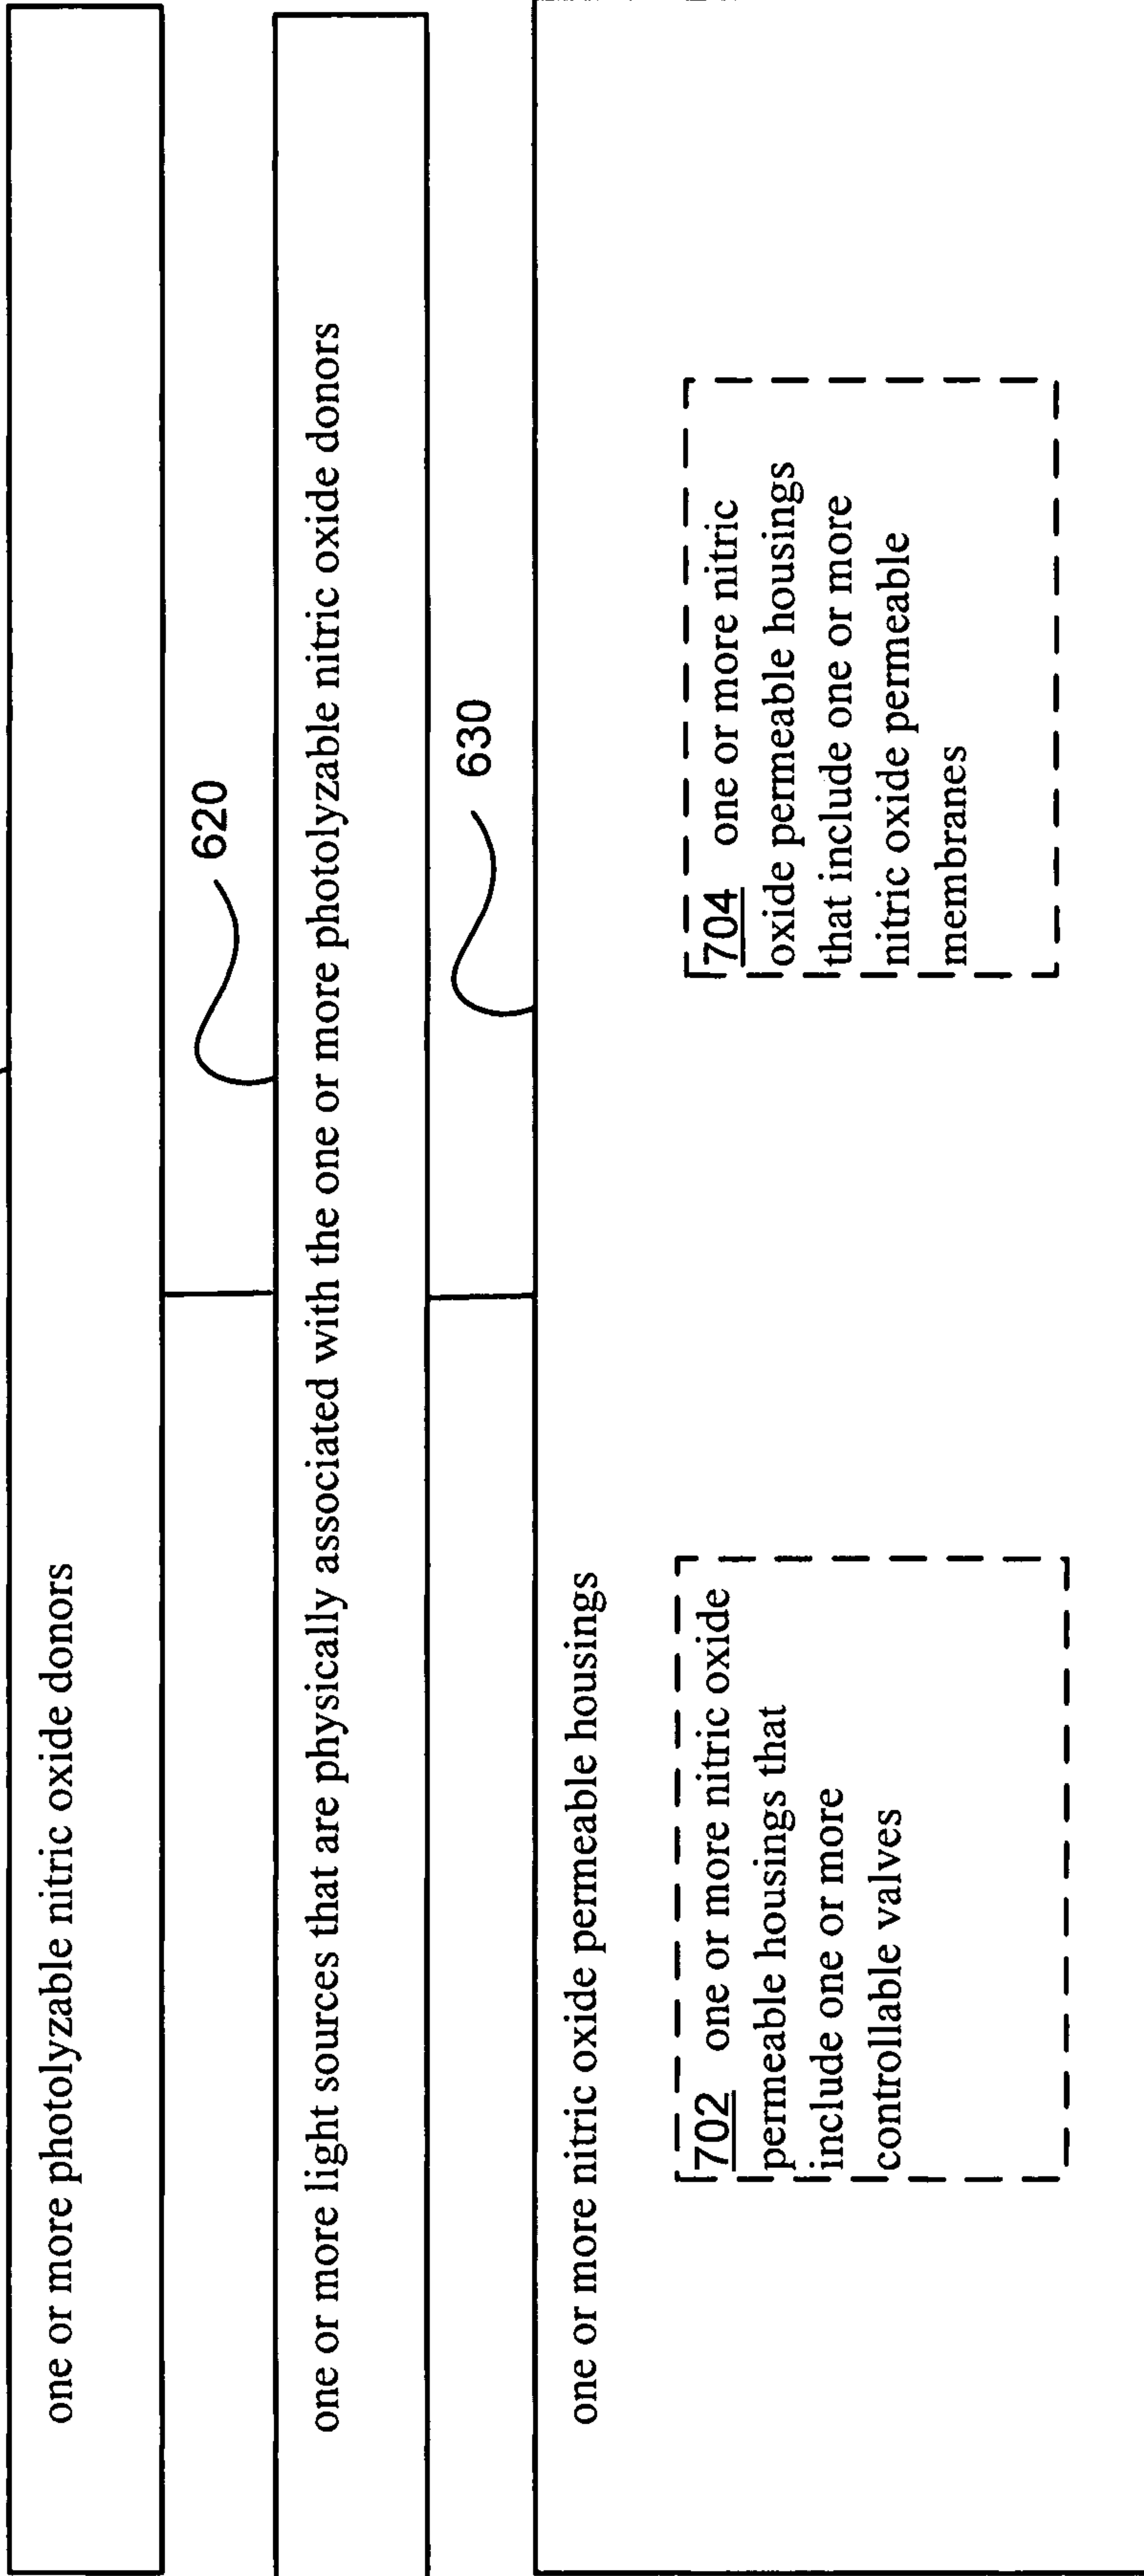 one or more photolyzable nitric oxide donors
620
one or more light sources that are physically associated with the one or more photolyzable nitric oxide donors
630
one or more nitric oxide permeable housings
702 one or more nitric oxide
permeable housings that
include one or more
controllable valves
704 one or more nitric
oxide permeable housings
that include one or more
nitric oxide permeable
membranes